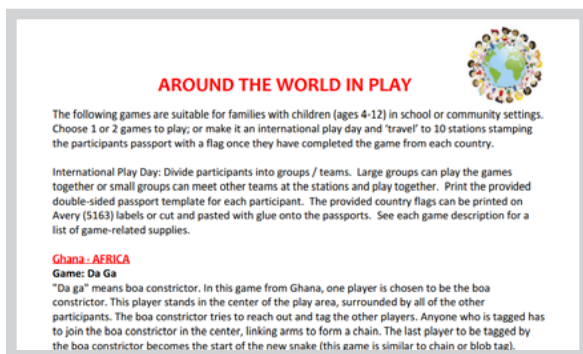 AROUND THE WORLD IN PLAY
The following games are suitable for families with children (ages 4-12) in school or community settings.
Choose 1 or 2 games to play; or make it an international play day and ‘travel’ to 10 stations stamping
the participants passport with a flag once they have completed the game from each country.
International Play Day: Divide participants into groups / teams.  Large groups can play the games
together or small groups can meet other teams at the stations and play together.  Print the provided
double-sided passport template for each participant.  The provided country flags can be printed on
Avery (5163) labels or cut and pasted with glue onto the passports.  See each game description for a
list of game-related supplies.
Ghana - AFRICA
Game: Da Ga
"Da ga" means boa constrictor. In this game from Ghana, one player is chosen to be the boa
constrictor. This player stands in the center of the play area, surrounded by all of the other
participants. The boa constrictor tries to reach out and tag the other players. Anyone who is tagged has
to join the boa constrictor in the center, linking arms to form a chain. The last player to be tagged by
the boa constrictor becomes the start of the new snake (this game is similar to chain or blob tag).